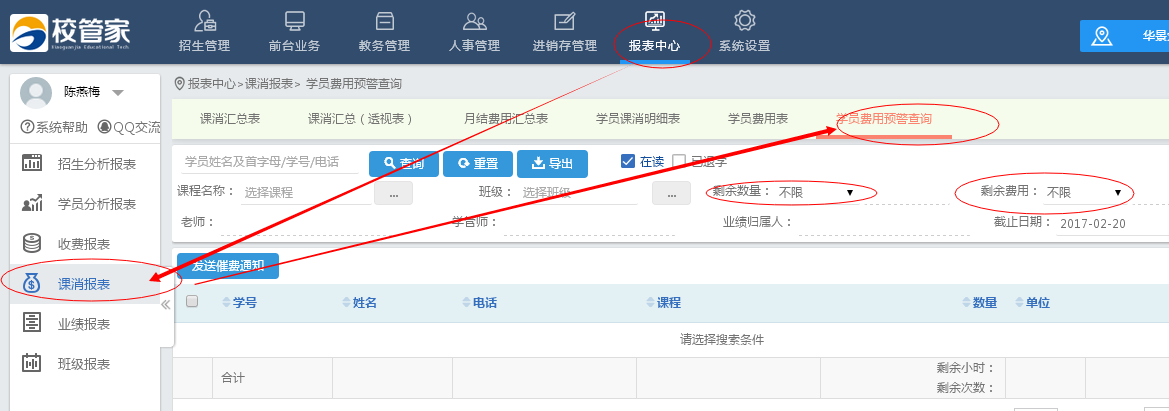 校管家
Xiaoguanjia Educational Tech
招生管理 前台业务 教务管理 人事管理 进销存管理 报表中心 系统设置
陈燕梅
报表中心>课消报表> 学员费用预警查询
系统帮助 QQ交流
课消汇总表 课消汇总（透视表） 月结费用汇总表 学员课消明细表 学员费用表 学员费用预警查询
招生分析报表
学员分析报表
收费报表
课消报表
业绩报表
班级报表
学员姓名及首字母/学号/电话 查询 重置 导出 在读 已退学
课程名称： 选择课程 ... 班级： 选择班级 ... 剩余数量： 不限 剩余费用： 不限
老师： 学管师： 业绩归属人： 截止日期： 2017-02-20
发送催费通知
学号 姓名 电话 课程 数量 单位
请选择搜索条件
合计 剩余小时：
剩余次数：